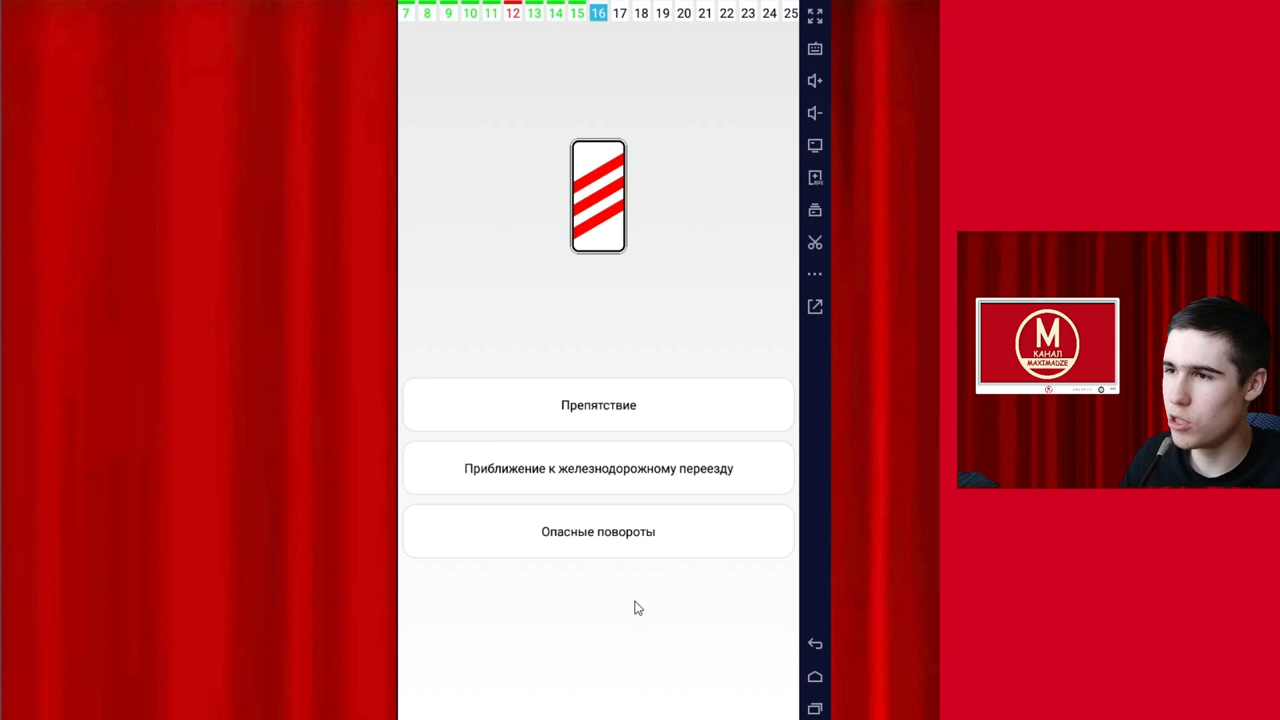 7 8 9 10 11 12 13 14 15 16 17 18 19 20 21 22 23 24 25
Препятствие
Приближение к железнодорожному переезду
Опасные повороты
M
КАНАЛ
MAXIMADZE